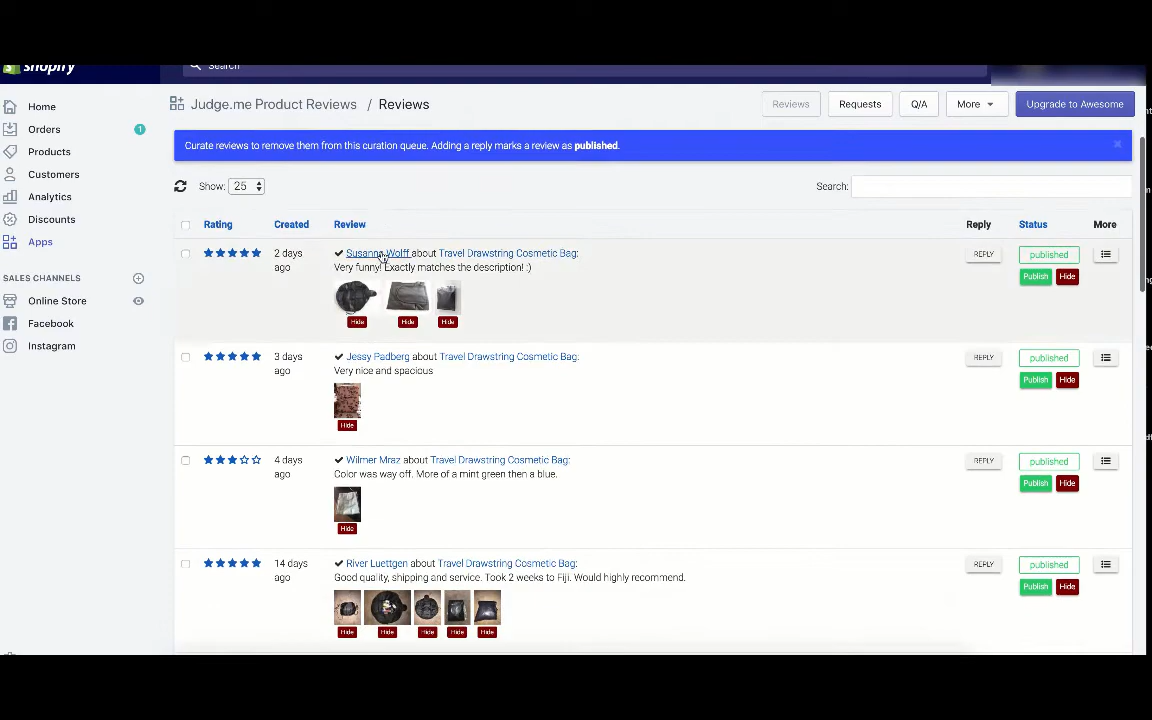 shopify
Search
Home
Orders 1
Products
Customers
Analytics
Discounts
Apps
SALES CHANNELS
Online Store
Facebook
Instagram
Judge.me Product Reviews / Reviews
Reviews Requests Q/A More Upgrade to Awesome
Curate reviews to remove them from this curation queue. Adding a reply marks a review as published. ×
Show: 25 Search:
Rating Created Review Reply Status More
2 days ago
Susanna Wolff about Travel Drawstring Cosmetic Bag:
Very funny! Exactly matches the description! :)
Hide Hide Hide
REPLY published
Publish Hide
3 days ago
Jessy Padberg about Travel Drawstring Cosmetic Bag:
Very nice and spacious
Hide
REPLY published
Publish Hide
4 days ago
Wilmer Mraz about Travel Drawstring Cosmetic Bag:
Color was way off. More of a mint green then a blue.
Hide
REPLY published
Publish Hide
14 days ago
River Luettgen about Travel Drawstring Cosmetic Bag:
Good quality, shipping and service. Took 2 weeks to Fiji. Would highly recommend.
Hide Hide Hide Hide Hide
REPLY published
Publish Hide